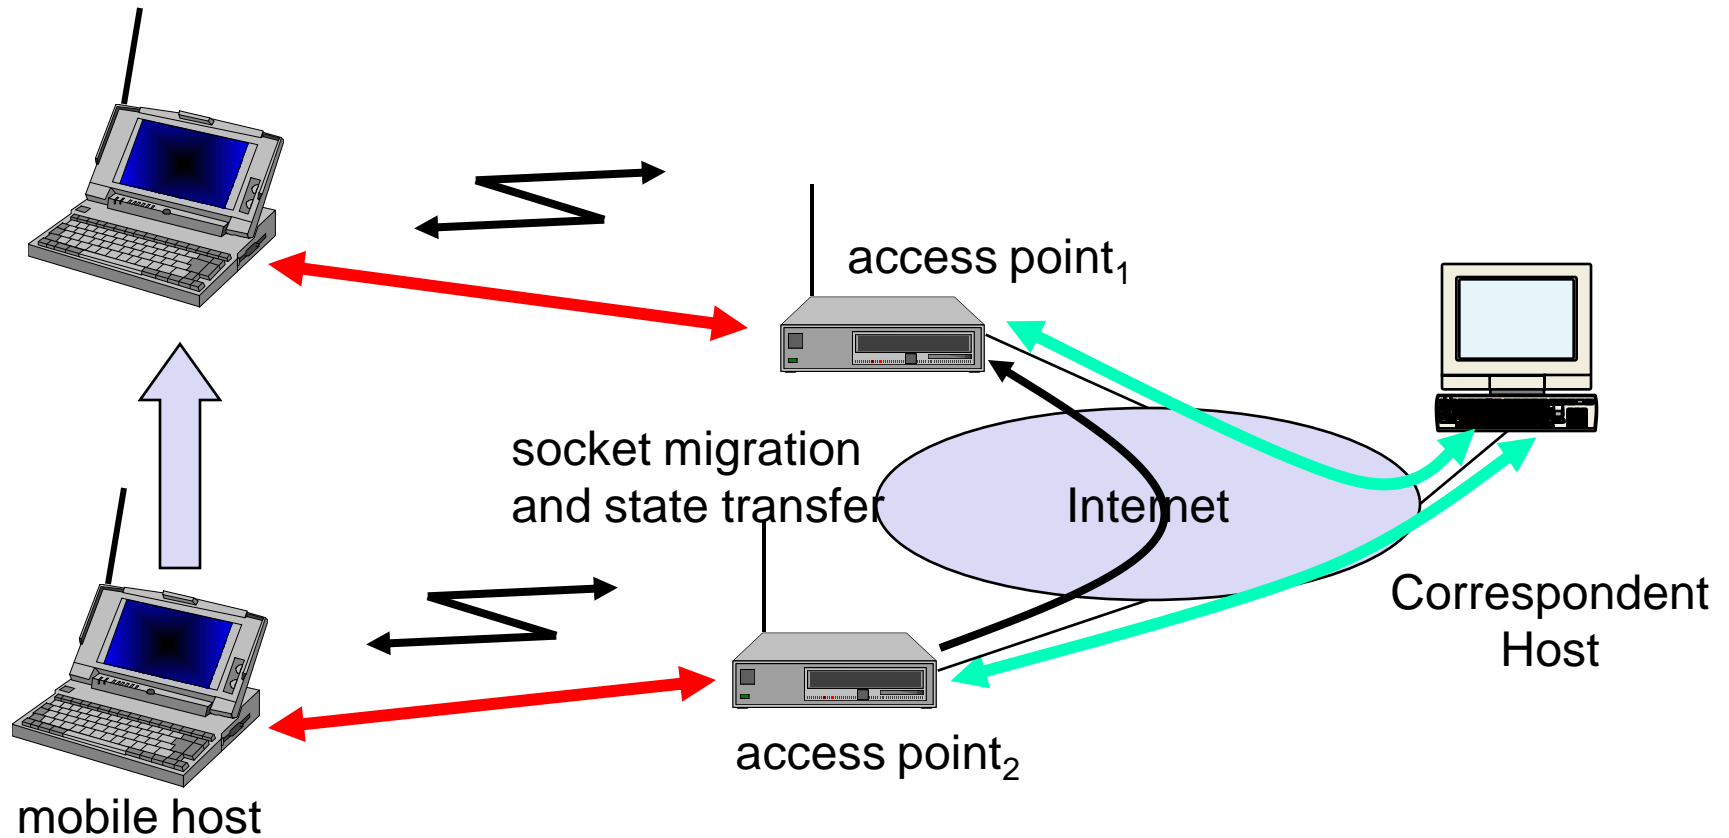 access point₁
socket migration
and state transfer
Internet
Correspondent
Host
access point₂
mobile host